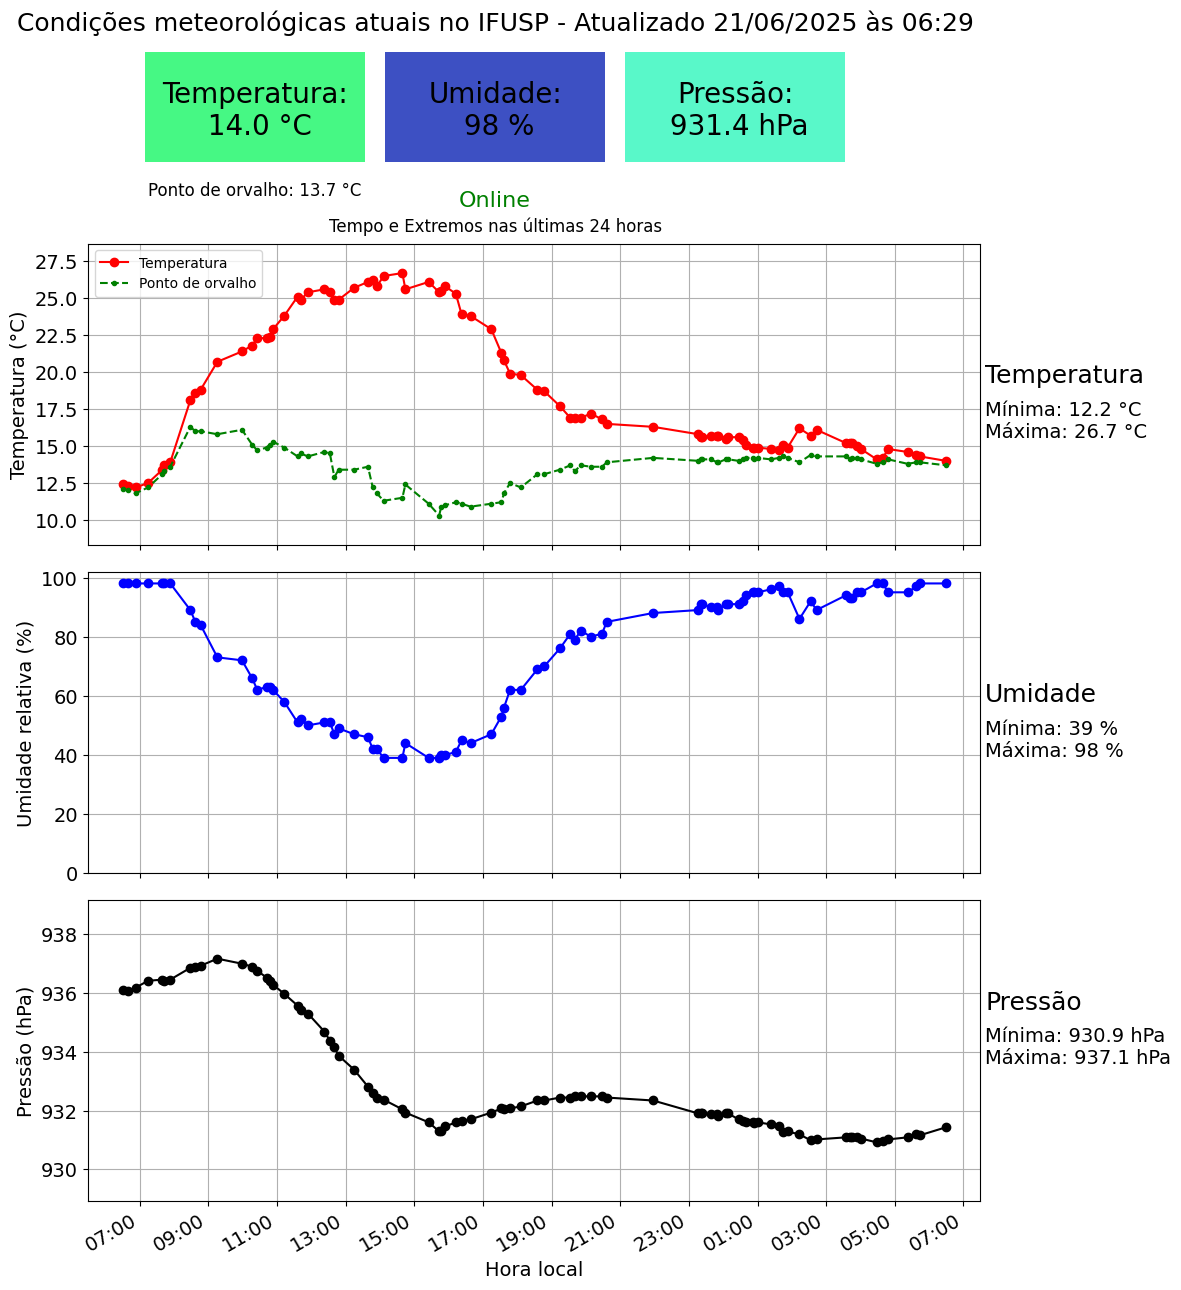 Condições meteorológicas atuais no IFUSP - Atualizado 21/06/2025 às 06:29
Temperatura:
14.0 °C
Umidade:
98 %
Pressão:
931.4 hPa
Ponto de orvalho: 13.7 °C
Online
Tempo e Extremos nas últimas 24 horas
Temperatura
Ponto de orvalho
Temperatura (°C)
27.5
25.0
22.5
20.0
17.5
15.0
12.5
10.0
Temperatura
Mínima: 12.2 °C
Máxima: 26.7 °C
Umidade relativa (%)
100
80
60
40
20
0
Umidade
Mínima: 39 %
Máxima: 98 %
Pressão (hPa)
938
936
934
932
930
Pressão
Mínima: 930.9 hPa
Máxima: 937.1 hPa
07:00
09:00
11:00
13:00
15:00
17:00
19:00
21:00
23:00
01:00
03:00
05:00
07:00
Hora local